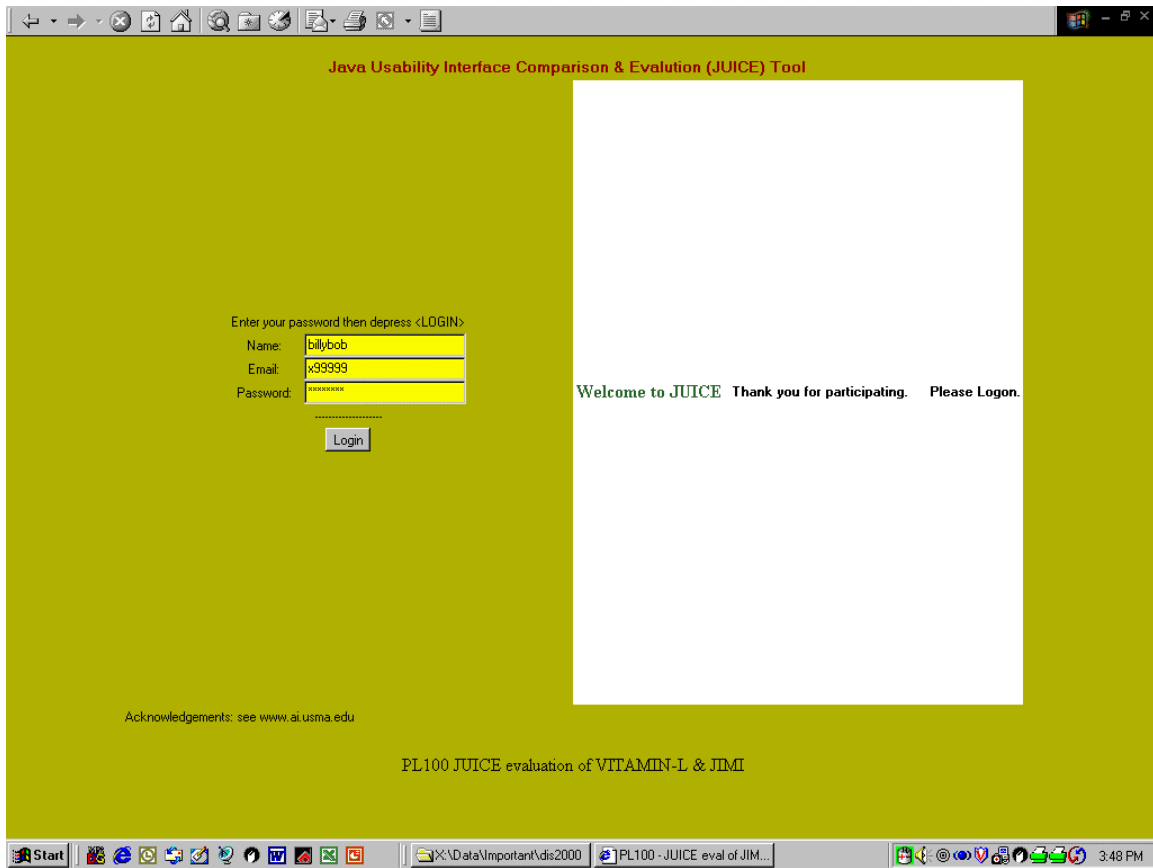 Java Usability Interface Comparison & Evalution (JUICE) Tool
Enter your password then depress <LOGIN>
Name: billybob
Email: x99999
Password: ********
--------------------
Login
Welcome to JUICE Thank you for participating. Please Logon.
Acknowledgements: see www.ai.usma.edu
PL100 JUICE evaluation of VITAMIN-L & JIMI
Start X:\Data\Important\dis2000 PL100 - JUICE eval of JIM... 3:48 PM